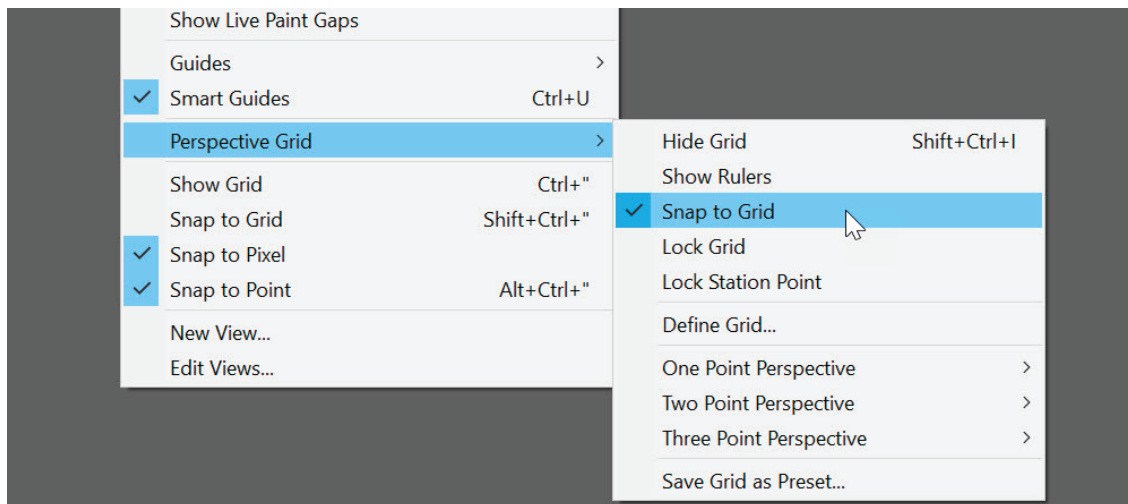 Show Live Paint Gaps
Guides
Smart Guides Ctrl+U
Perspective Grid
Show Grid Ctrl+"
Snap to Grid Shift+Ctrl+"
Snap to Pixel
Snap to Point Alt+Ctrl+"
New View...
Edit Views...
Hide Grid Shift+Ctrl+I
Show Rulers
Snap to Grid
Lock Grid
Lock Station Point
Define Grid...
One Point Perspective
Two Point Perspective
Three Point Perspective
Save Grid as Preset...